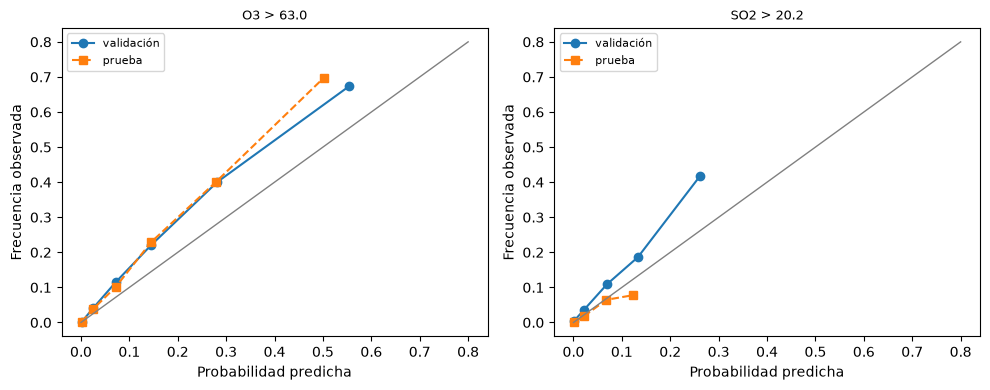 O3 > 63.0
validación
prueba
Frecuencia observada
0.8
0.7
0.6
0.5
0.4
0.3
0.2
0.1
0.0
0.0 0.1 0.2 0.3 0.4 0.5 0.6 0.7 0.8
Probabilidad predicha
SO2 > 20.2
validación
prueba
Frecuencia observada
0.8
0.7
0.6
0.5
0.4
0.3
0.2
0.1
0.0
0.0 0.1 0.2 0.3 0.4 0.5 0.6 0.7 0.8
Probabilidad predicha